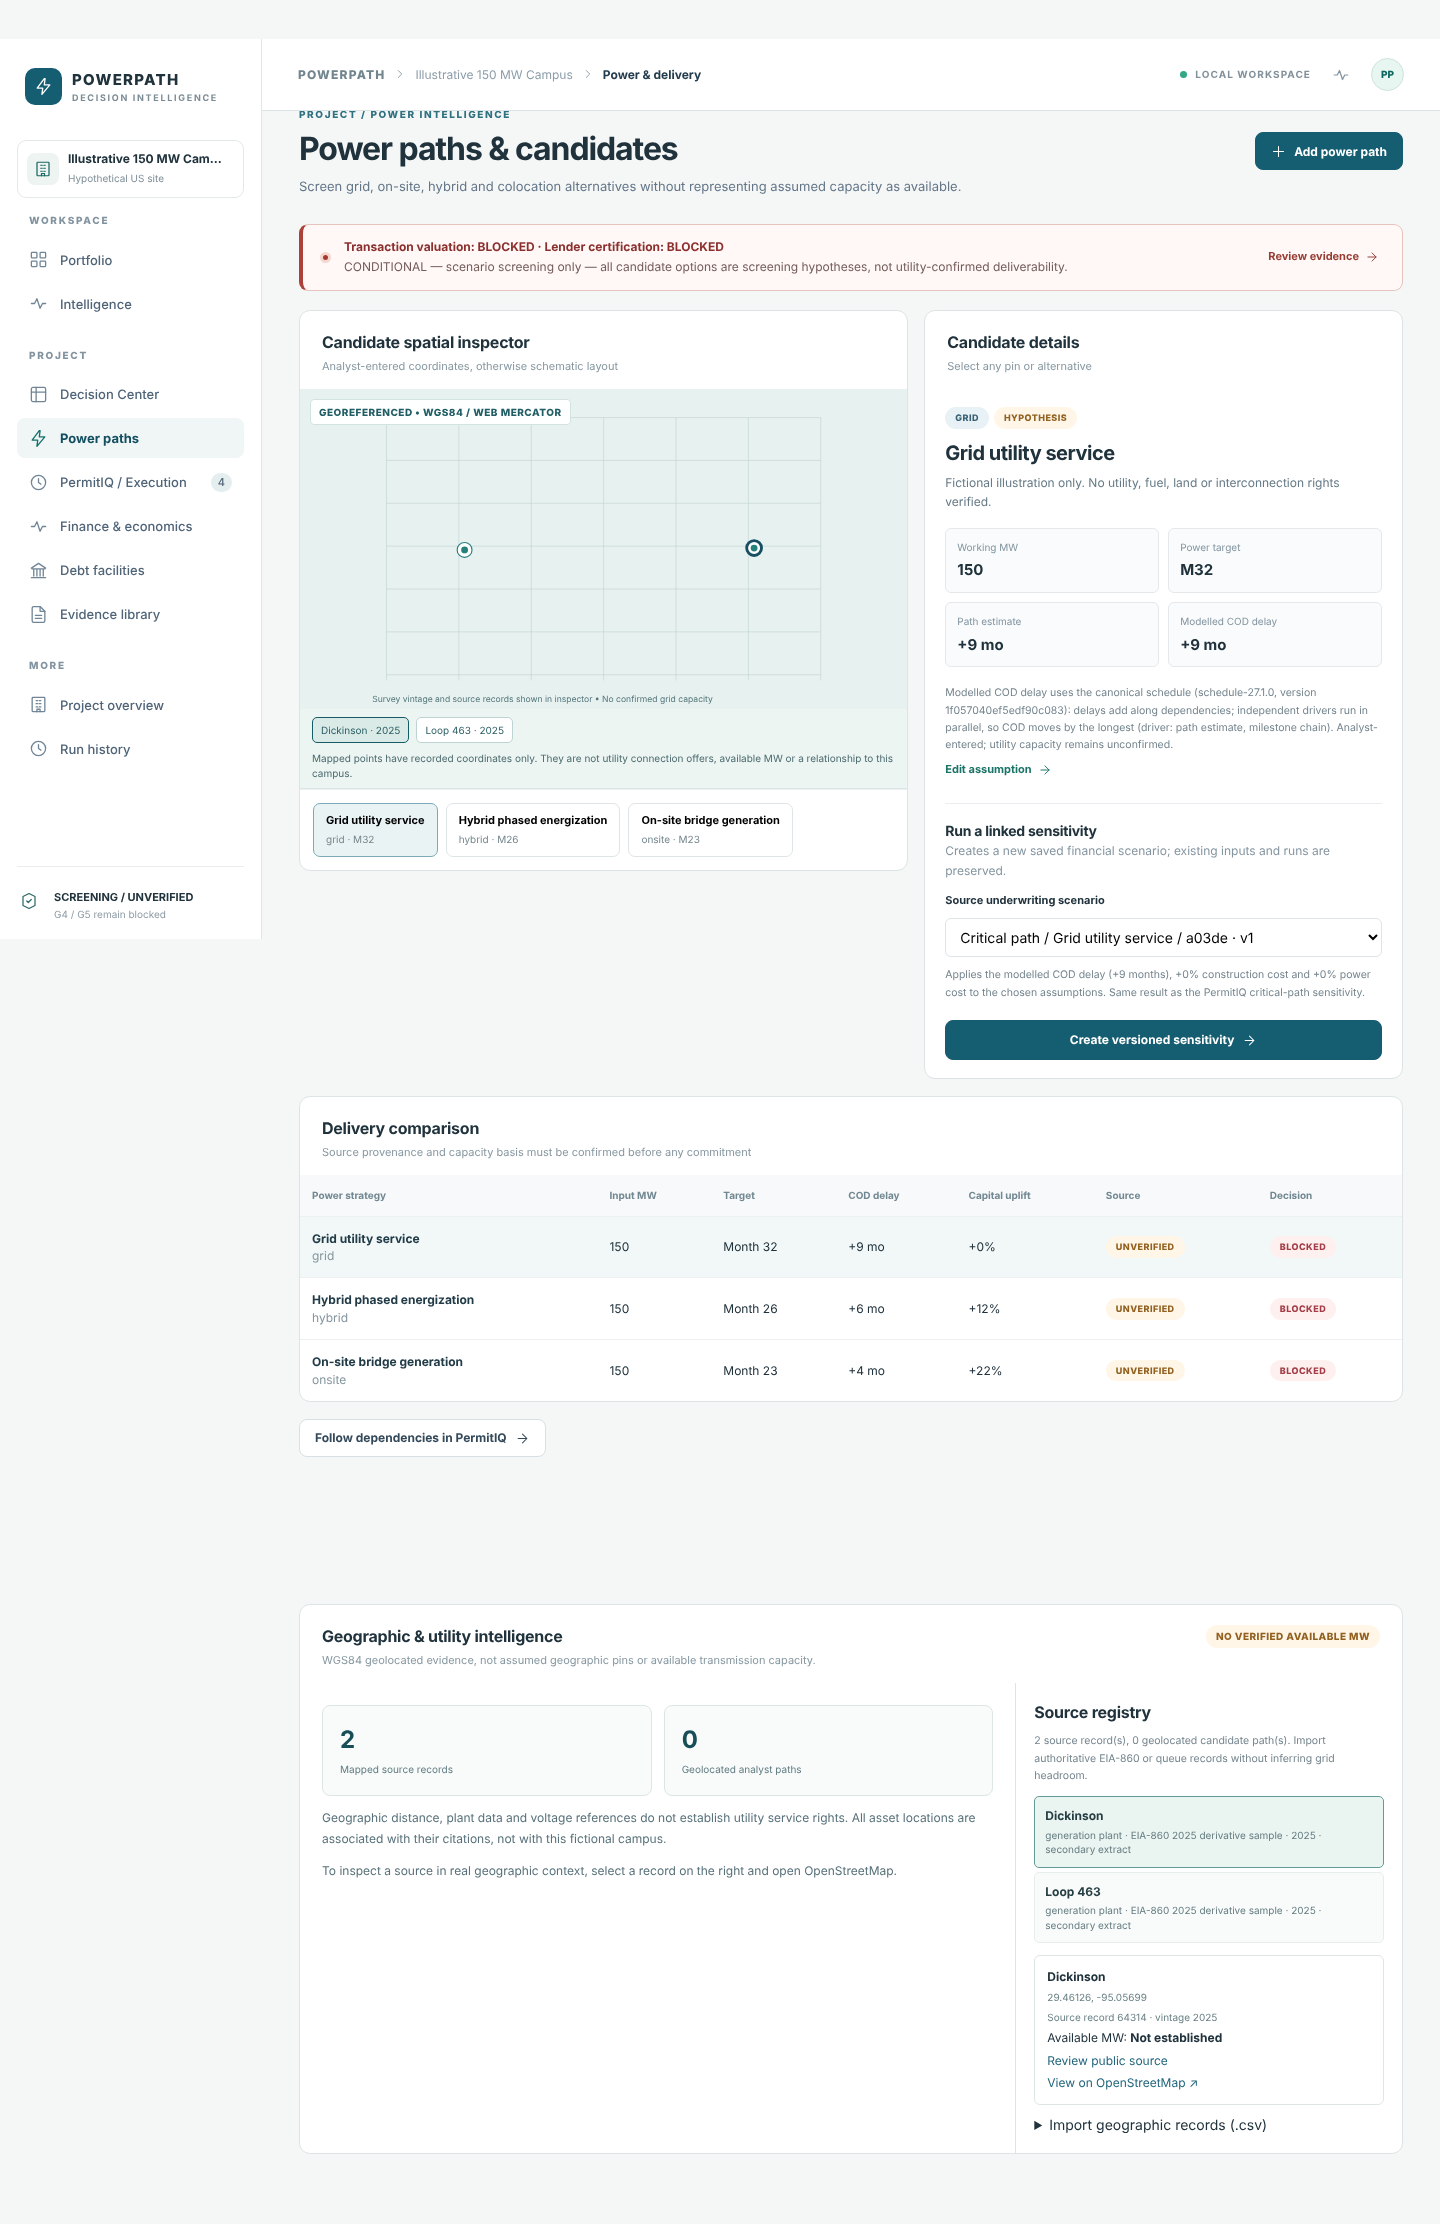 POWERPATH
DECISION INTELLIGENCE
Illustrative 150 MW Cam...
Hypothetical US site
WORKSPACE
Portfolio
Intelligence
PROJECT
Decision Center
Power paths
PermitIQ / Execution 4
Finance & economics
Debt facilities
Evidence library
MORE
Project overview
Run history
SCREENING / UNVERIFIED
G4 / G5 remain blocked
POWERPATH Illustrative 150 MW Campus Power & delivery
LOCAL WORKSPACE PP
PROJECT / POWER INTELLIGENCE
Power paths & candidates
Add power path
Screen grid, on-site, hybrid and colocation alternatives without representing assumed capacity as available.
Transaction valuation: BLOCKED · Lender certification: BLOCKED
CONDITIONAL — scenario screening only — all candidate options are screening hypotheses, not utility-confirmed deliverability.
Review evidence →
Candidate spatial inspector
Analyst-entered coordinates, otherwise schematic layout
GEOREFERENCED • WGS84 / WEB MERCATOR
Survey vintage and source records shown in inspector • No confirmed grid capacity
Dickinson · 2025 Loop 463 · 2025
Mapped points have recorded coordinates only. They are not utility connection offers, available MW or a relationship to this
campus.
Grid utility service
grid · M32
Hybrid phased energization
hybrid · M26
On-site bridge generation
onsite · M23
Candidate details
Select any pin or alternative
GRID HYPOTHESIS
Grid utility service
Fictional illustration only. No utility, fuel, land or interconnection rights
verified.
Working MW
150
Power target
M32
Path estimate
+9 mo
Modelled COD delay
+9 mo
Modelled COD delay uses the canonical schedule (schedule-27.1.0, version
1f057040ef5edf90c083): delays add along dependencies; independent drivers run in
parallel, so COD moves by the longest (driver: path estimate, milestone chain). Analyst-
entered; utility capacity remains unconfirmed.
Edit assumption →
Run a linked sensitivity
Creates a new saved financial scenario; existing inputs and runs are
preserved.
Source underwriting scenario
Critical path / Grid utility service / a03de · v1
Applies the modelled COD delay (+9 months), +0% construction cost and +0% power
cost to the chosen assumptions. Same result as the PermitIQ critical-path sensitivity.
Create versioned sensitivity →
Delivery comparison
Source provenance and capacity basis must be confirmed before any commitment
Power strategy Input MW Target COD delay Capital uplift Source Decision
Grid utility service
grid
150 Month 32 +9 mo +0% UNVERIFIED BLOCKED
Hybrid phased energization
hybrid
150 Month 26 +6 mo +12% UNVERIFIED BLOCKED
On-site bridge generation
onsite
150 Month 23 +4 mo +22% UNVERIFIED BLOCKED
Follow dependencies in PermitIQ →
Geographic & utility intelligence
WGS84 geolocated evidence, not assumed geographic pins or available transmission capacity.
NO VERIFIED AVAILABLE MW
2
Mapped source records
0
Geolocated analyst paths
Geographic distance, plant data and voltage references do not establish utility service rights. All asset locations are
associated with their citations, not with this fictional campus.
To inspect a source in real geographic context, select a record on the right and open OpenStreetMap.
Source registry
2 source record(s), 0 geolocated candidate path(s). Import
authoritative EIA-860 or queue records without inferring grid
headroom.
Dickinson
generation plant · EIA-860 2025 derivative sample · 2025 ·
secondary extract
Loop 463
generation plant · EIA-860 2025 derivative sample · 2025 ·
secondary extract
Dickinson
29.46126, -95.05699
Source record 64314 · vintage 2025
Available MW: Not established
Review public source
View on OpenStreetMap ↗
▶ Import geographic records (.csv)